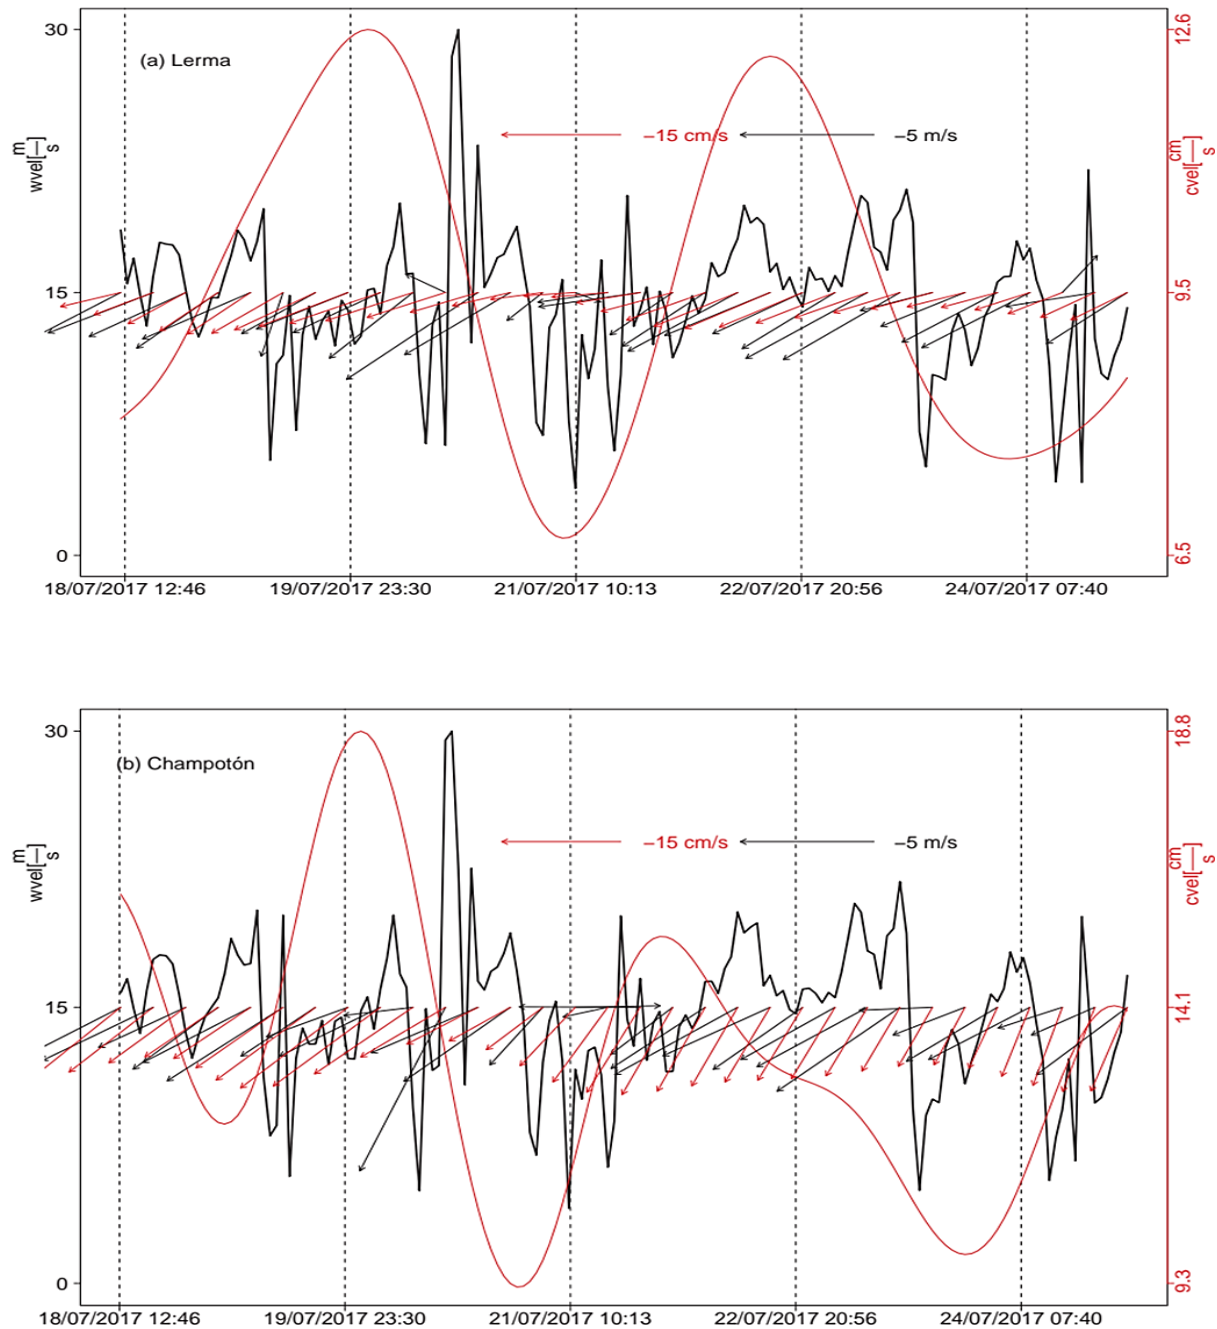 (a) Lerma
30
15
0
wvel[m/s]
−15 cm/s
−5 m/s
12.6
9.5
6.5
cvel[cm/s]
18/07/2017 12:46
19/07/2017 23:30
21/07/2017 10:13
22/07/2017 20:56
24/07/2017 07:40
(b) Champotón
30
15
0
wvel[m/s]
−15 cm/s
−5 m/s
18.8
14.1
9.3
cvel[cm/s]
18/07/2017 12:46
19/07/2017 23:30
21/07/2017 10:13
22/07/2017 20:56
24/07/2017 07:40